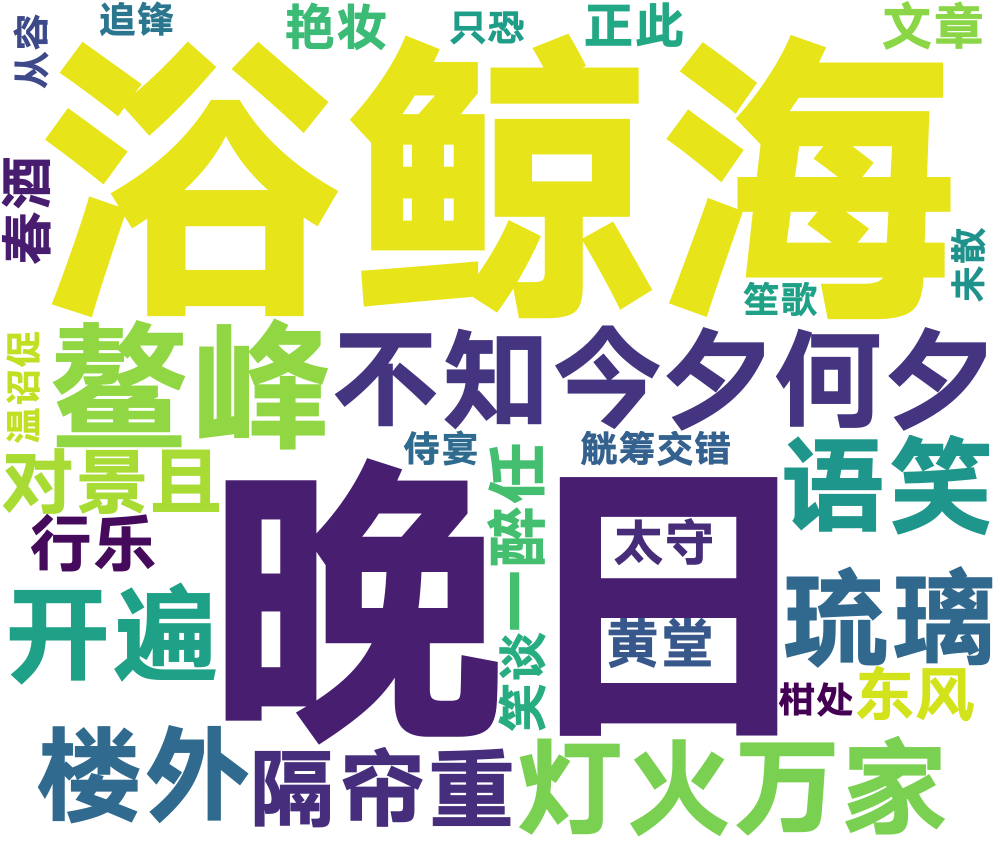 追锋
艳妆
只恐
正此
文章
从容
浴鲸海
春酒
未散
笙歌
鳌峰
不知今夕何夕
温诏促
侍宴
觥筹交错
对景且
语笑
笑谈一醉任
行乐
晚日
太守
开遍
琉璃
黄堂
柑处
东风
楼外
隔帘重
灯火万家